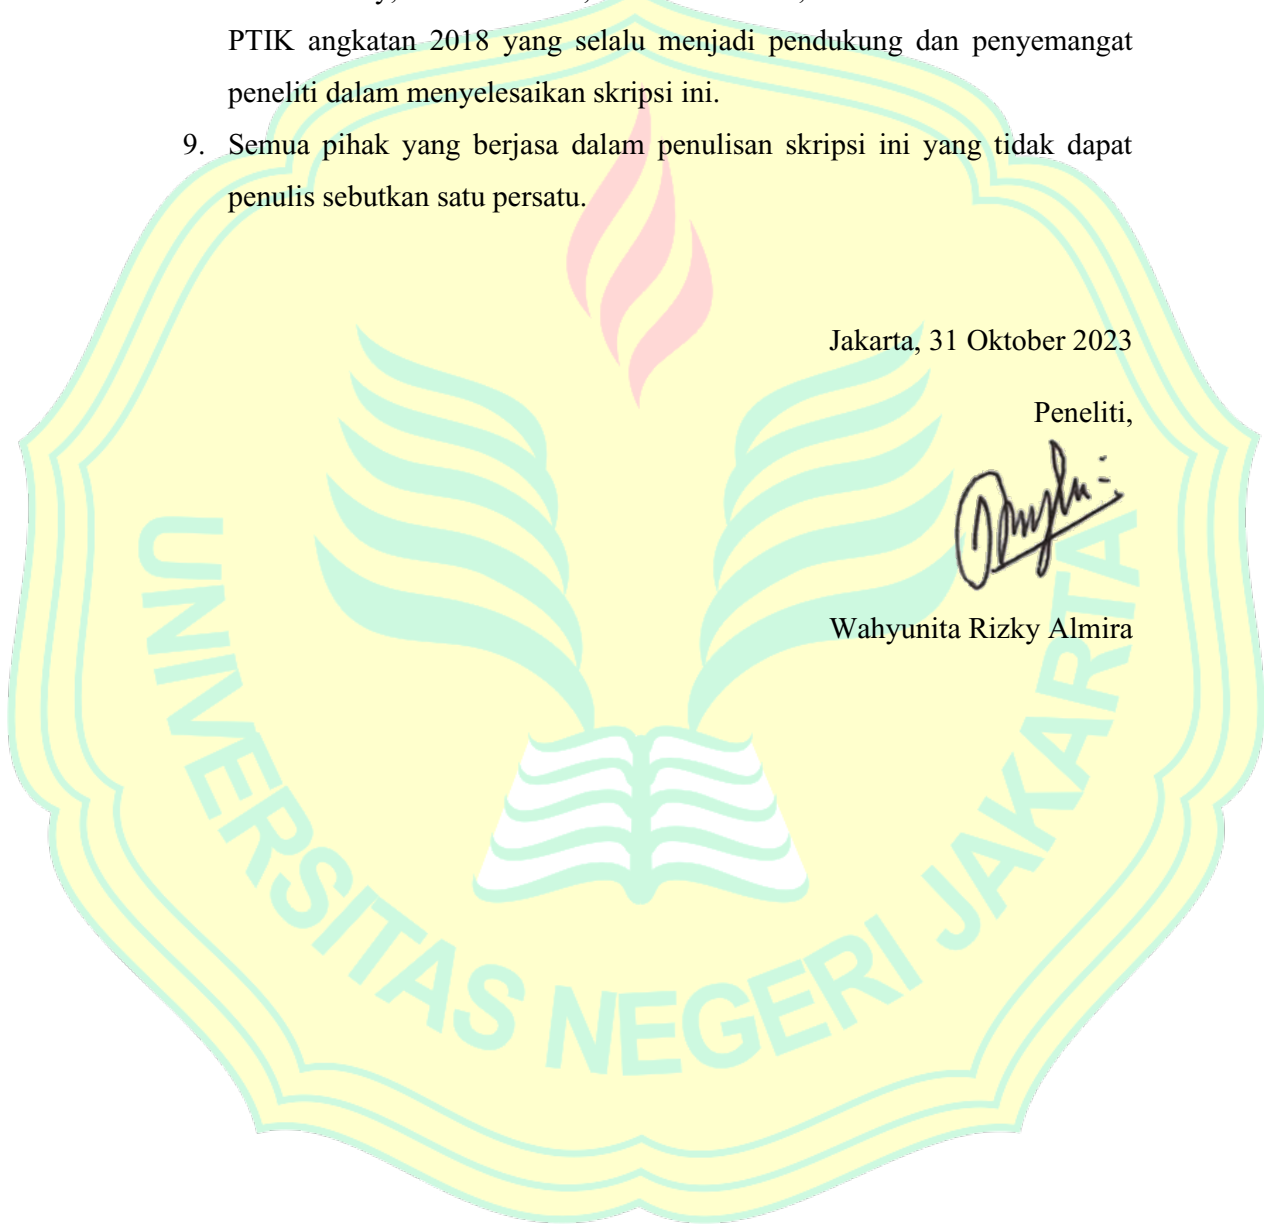 PTIK angkatan 2018 yang selalu menjadi pendukung dan penyemangat
peneliti dalam menyelesaikan skripsi ini.
9. Semua pihak yang berjasa dalam penulisan skripsi ini yang tidak dapat
penulis sebutkan satu persatu.
Jakarta, 31 Oktober 2023
Peneliti,
Wahyunita Rizky Almira
UNIVERSITAS NEGERI JAKARTA